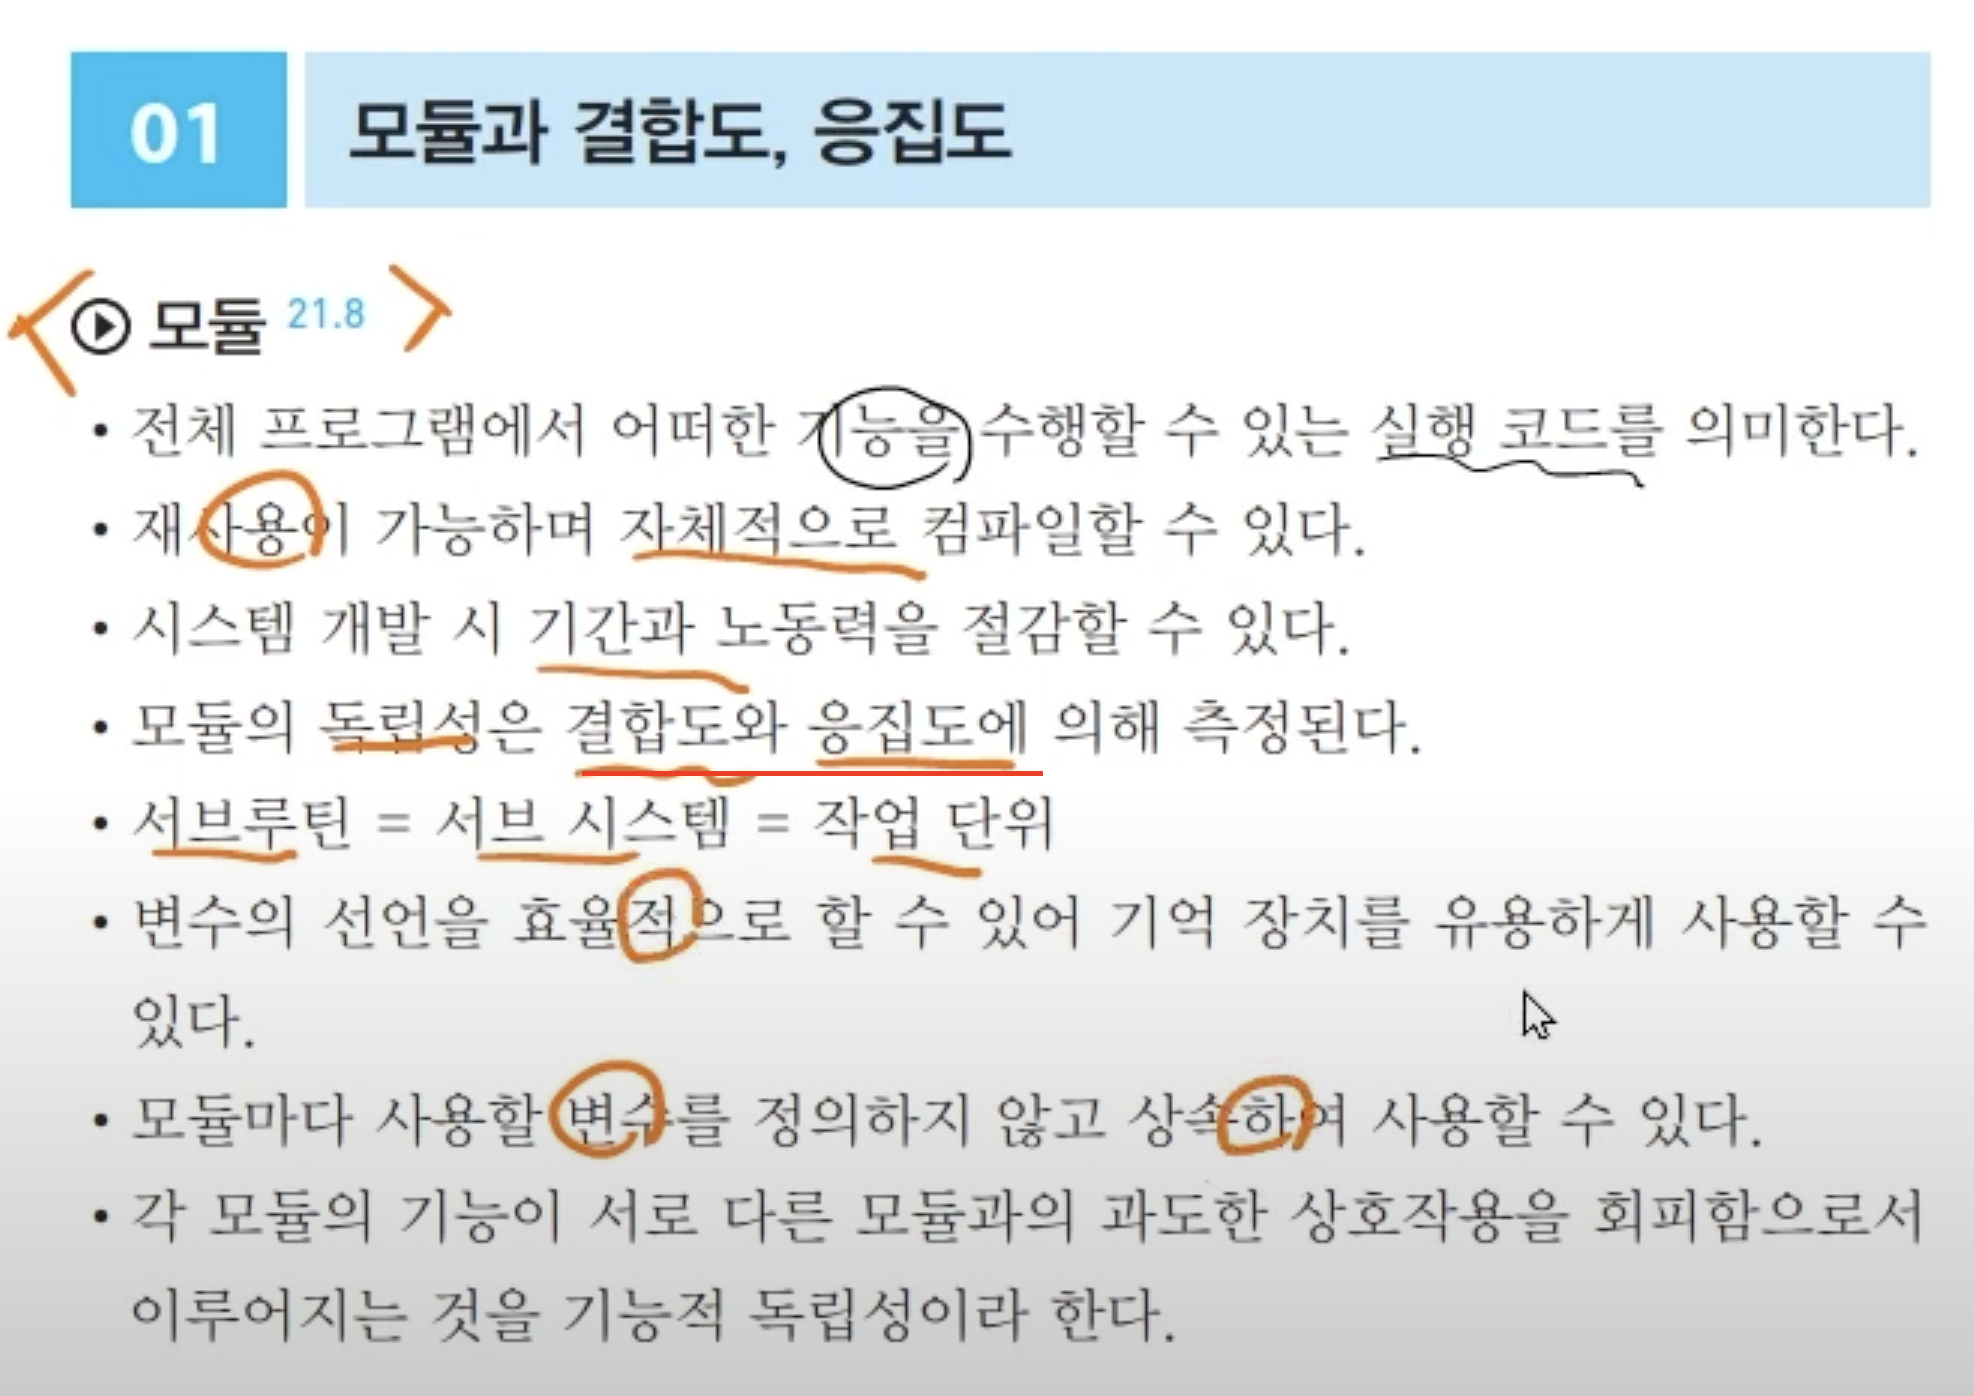 01 모듈과 결합도, 응집도
모듈 21.8
• 전체 프로그램에서 어떠한 기능을 수행할 수 있는 실행 코드를 의미한다.
• 재사용이 가능하며 자체적으로 컴파일할 수 있다.
• 시스템 개발 시 기간과 노동력을 절감할 수 있다.
• 모듈의 독립성은 결합도와 응집도에 의해 측정된다.
• 서브루틴 = 서브 시스템 = 작업 단위
• 변수의 선언을 효율적으로 할 수 있어 기억 장치를 유용하게 사용할 수
있다.
• 모듈마다 사용할 변수를 정의하지 않고 상속하여 사용할 수 있다.
• 각 모듈의 기능이 서로 다른 모듈과의 과도한 상호작용을 회피함으로서
이루어지는 것을 기능적 독립성이라 한다.